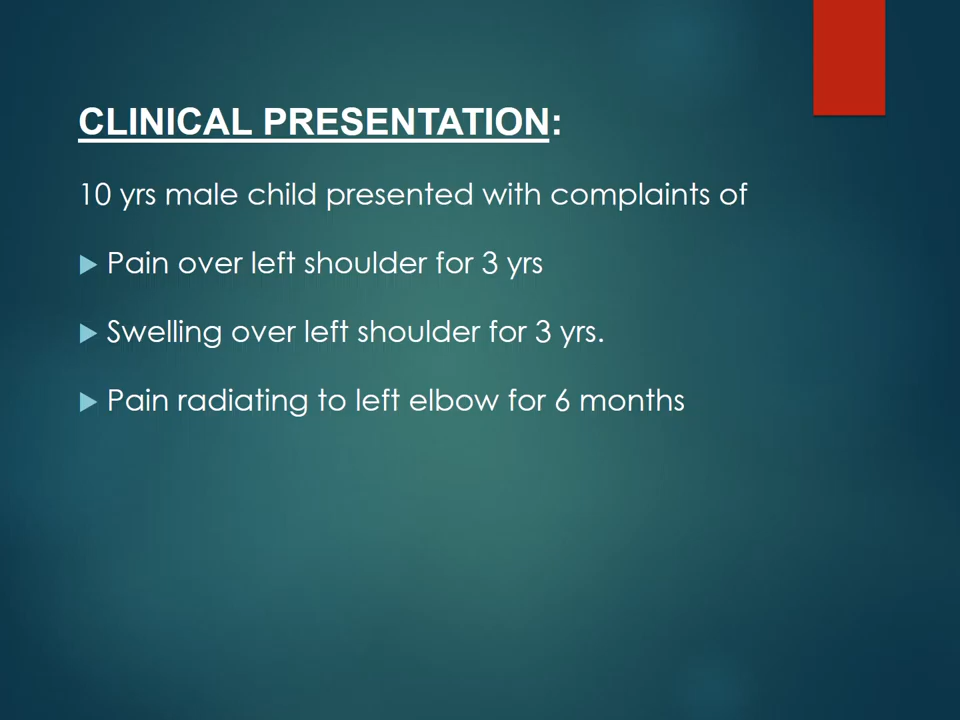 CLINICAL PRESENTATION:
10 yrs male child presented with complaints of
Pain over left shoulder for 3 yrs
Swelling over left shoulder for 3 yrs.
Pain radiating to left elbow for 6 months